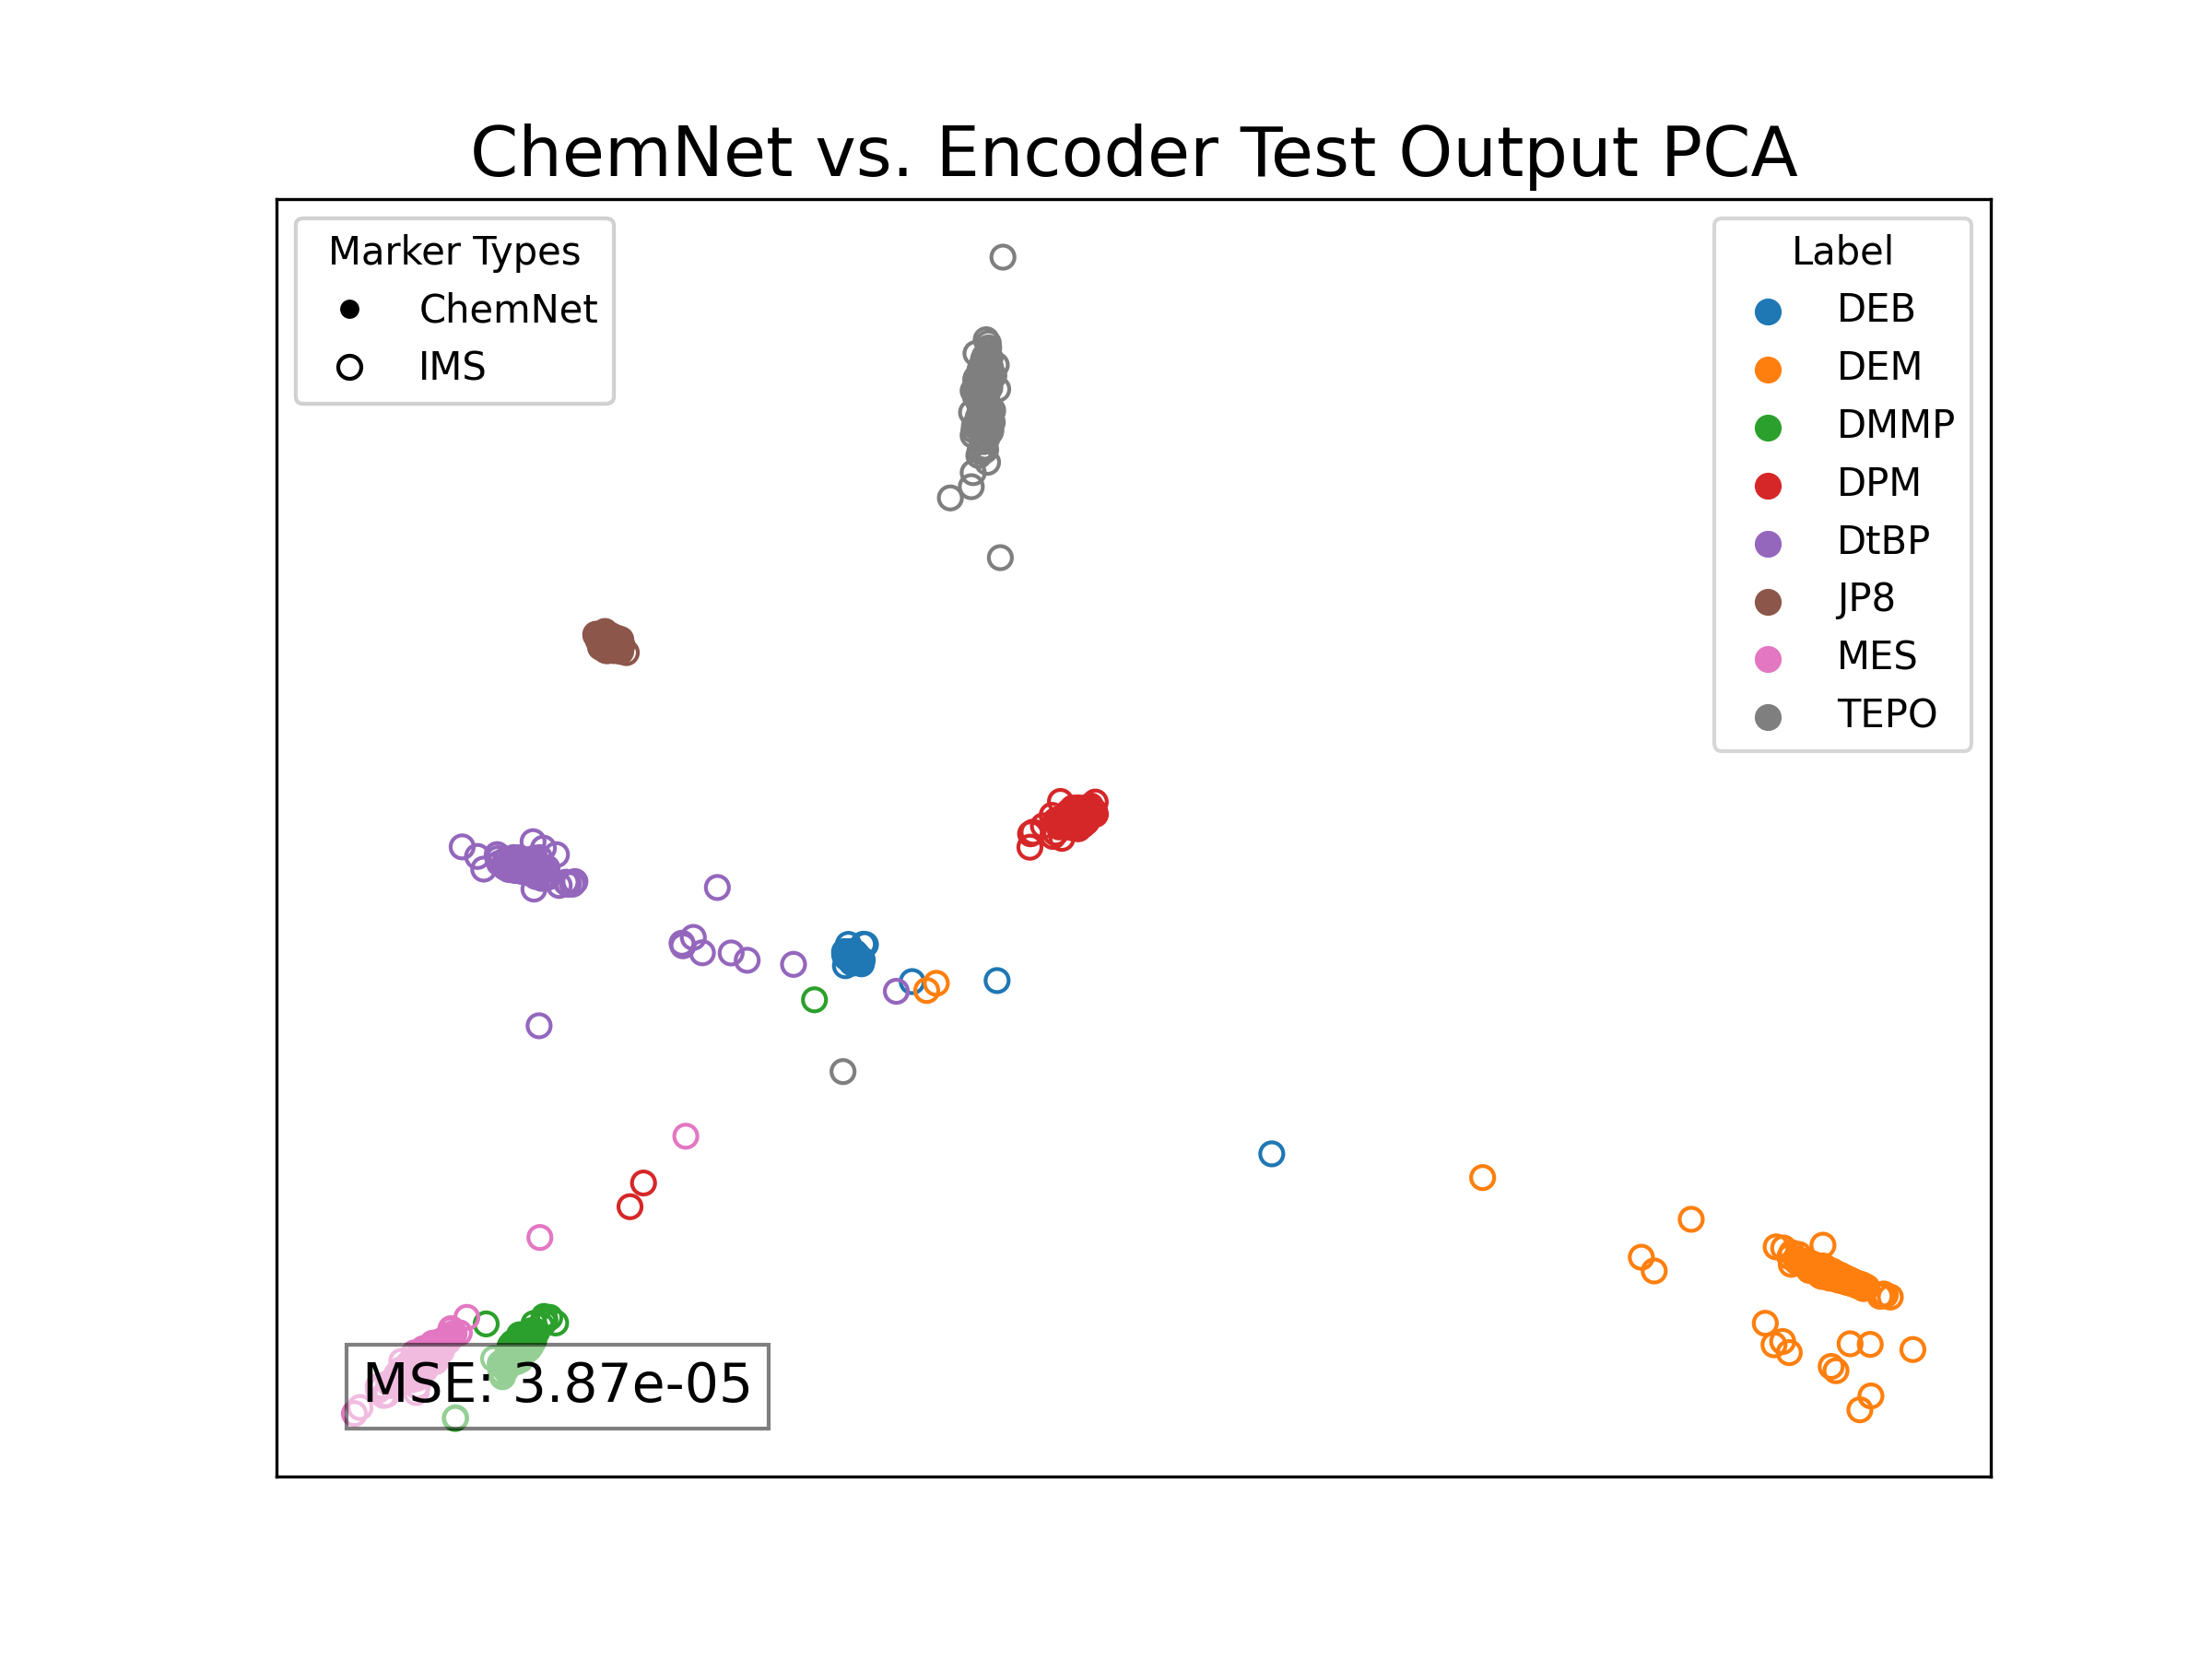 ChemNet vs. Encoder Test Output PCA
Marker Types
ChemNet
IMS
Label
DEB
DEM
DMMP
DPM
DtBP
JP8
MES
TEPO
MSE: 3.87e-05